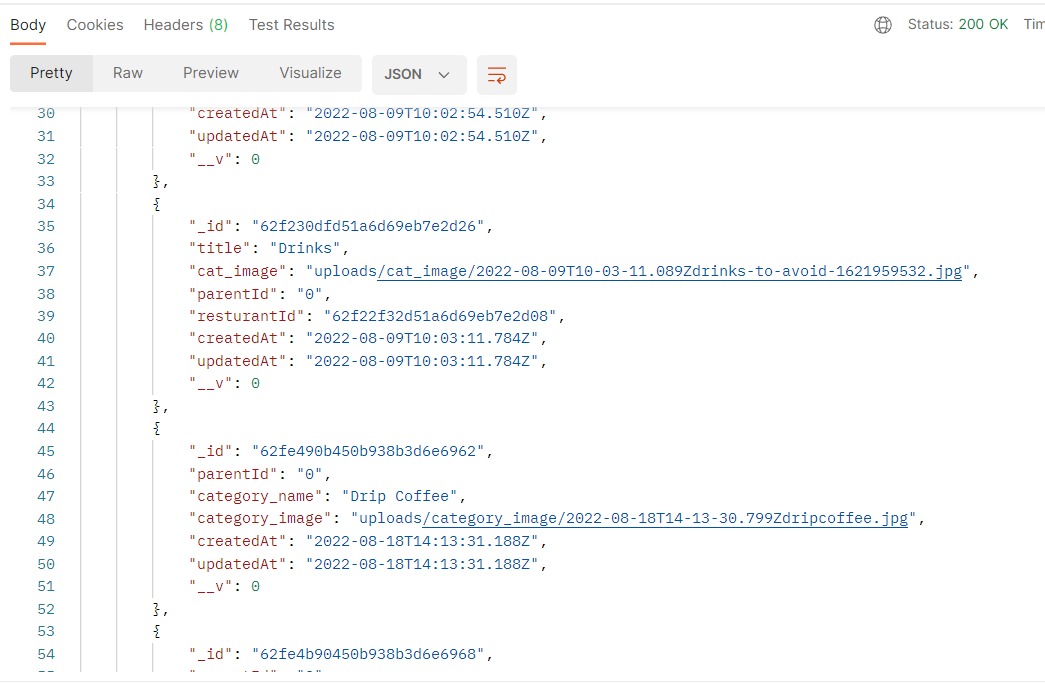 Body Cookies Headers (8) Test Results Status: 200 OK Tim
Pretty Raw Preview Visualize JSON
30 "createdAt": "2022-08-09T10:02:54.510Z",
31 "updatedAt": "2022-08-09T10:02:54.510Z",
32 "__v": 0
33 },
34 {
35 "_id": "62f230dfd51a6d69eb7e2d26",
36 "title": "Drinks",
37 "cat_image": "uploads/cat_image/2022-08-09T10-03-11.089Zdrinks-to-avoid-1621959532.jpg",
38 "parentId": "0",
39 "resturantId": "62f22f32d51a6d69eb7e2d08",
40 "createdAt": "2022-08-09T10:03:11.784Z",
41 "updatedAt": "2022-08-09T10:03:11.784Z",
42 "__v": 0
43 },
44 {
45 "_id": "62fe490b450b938b3d6e6962",
46 "parentId": "0",
47 "category_name": "Drip Coffee",
48 "category_image": "uploads/category_image/2022-08-18T14-13-30.799Zdripcoffee.jpg",
49 "createdAt": "2022-08-18T14:13:31.188Z",
50 "updatedAt": "2022-08-18T14:13:31.188Z",
51 "__v": 0
52 },
53 {
54 "_id": "62fe4b90450b938b3d6e6968",